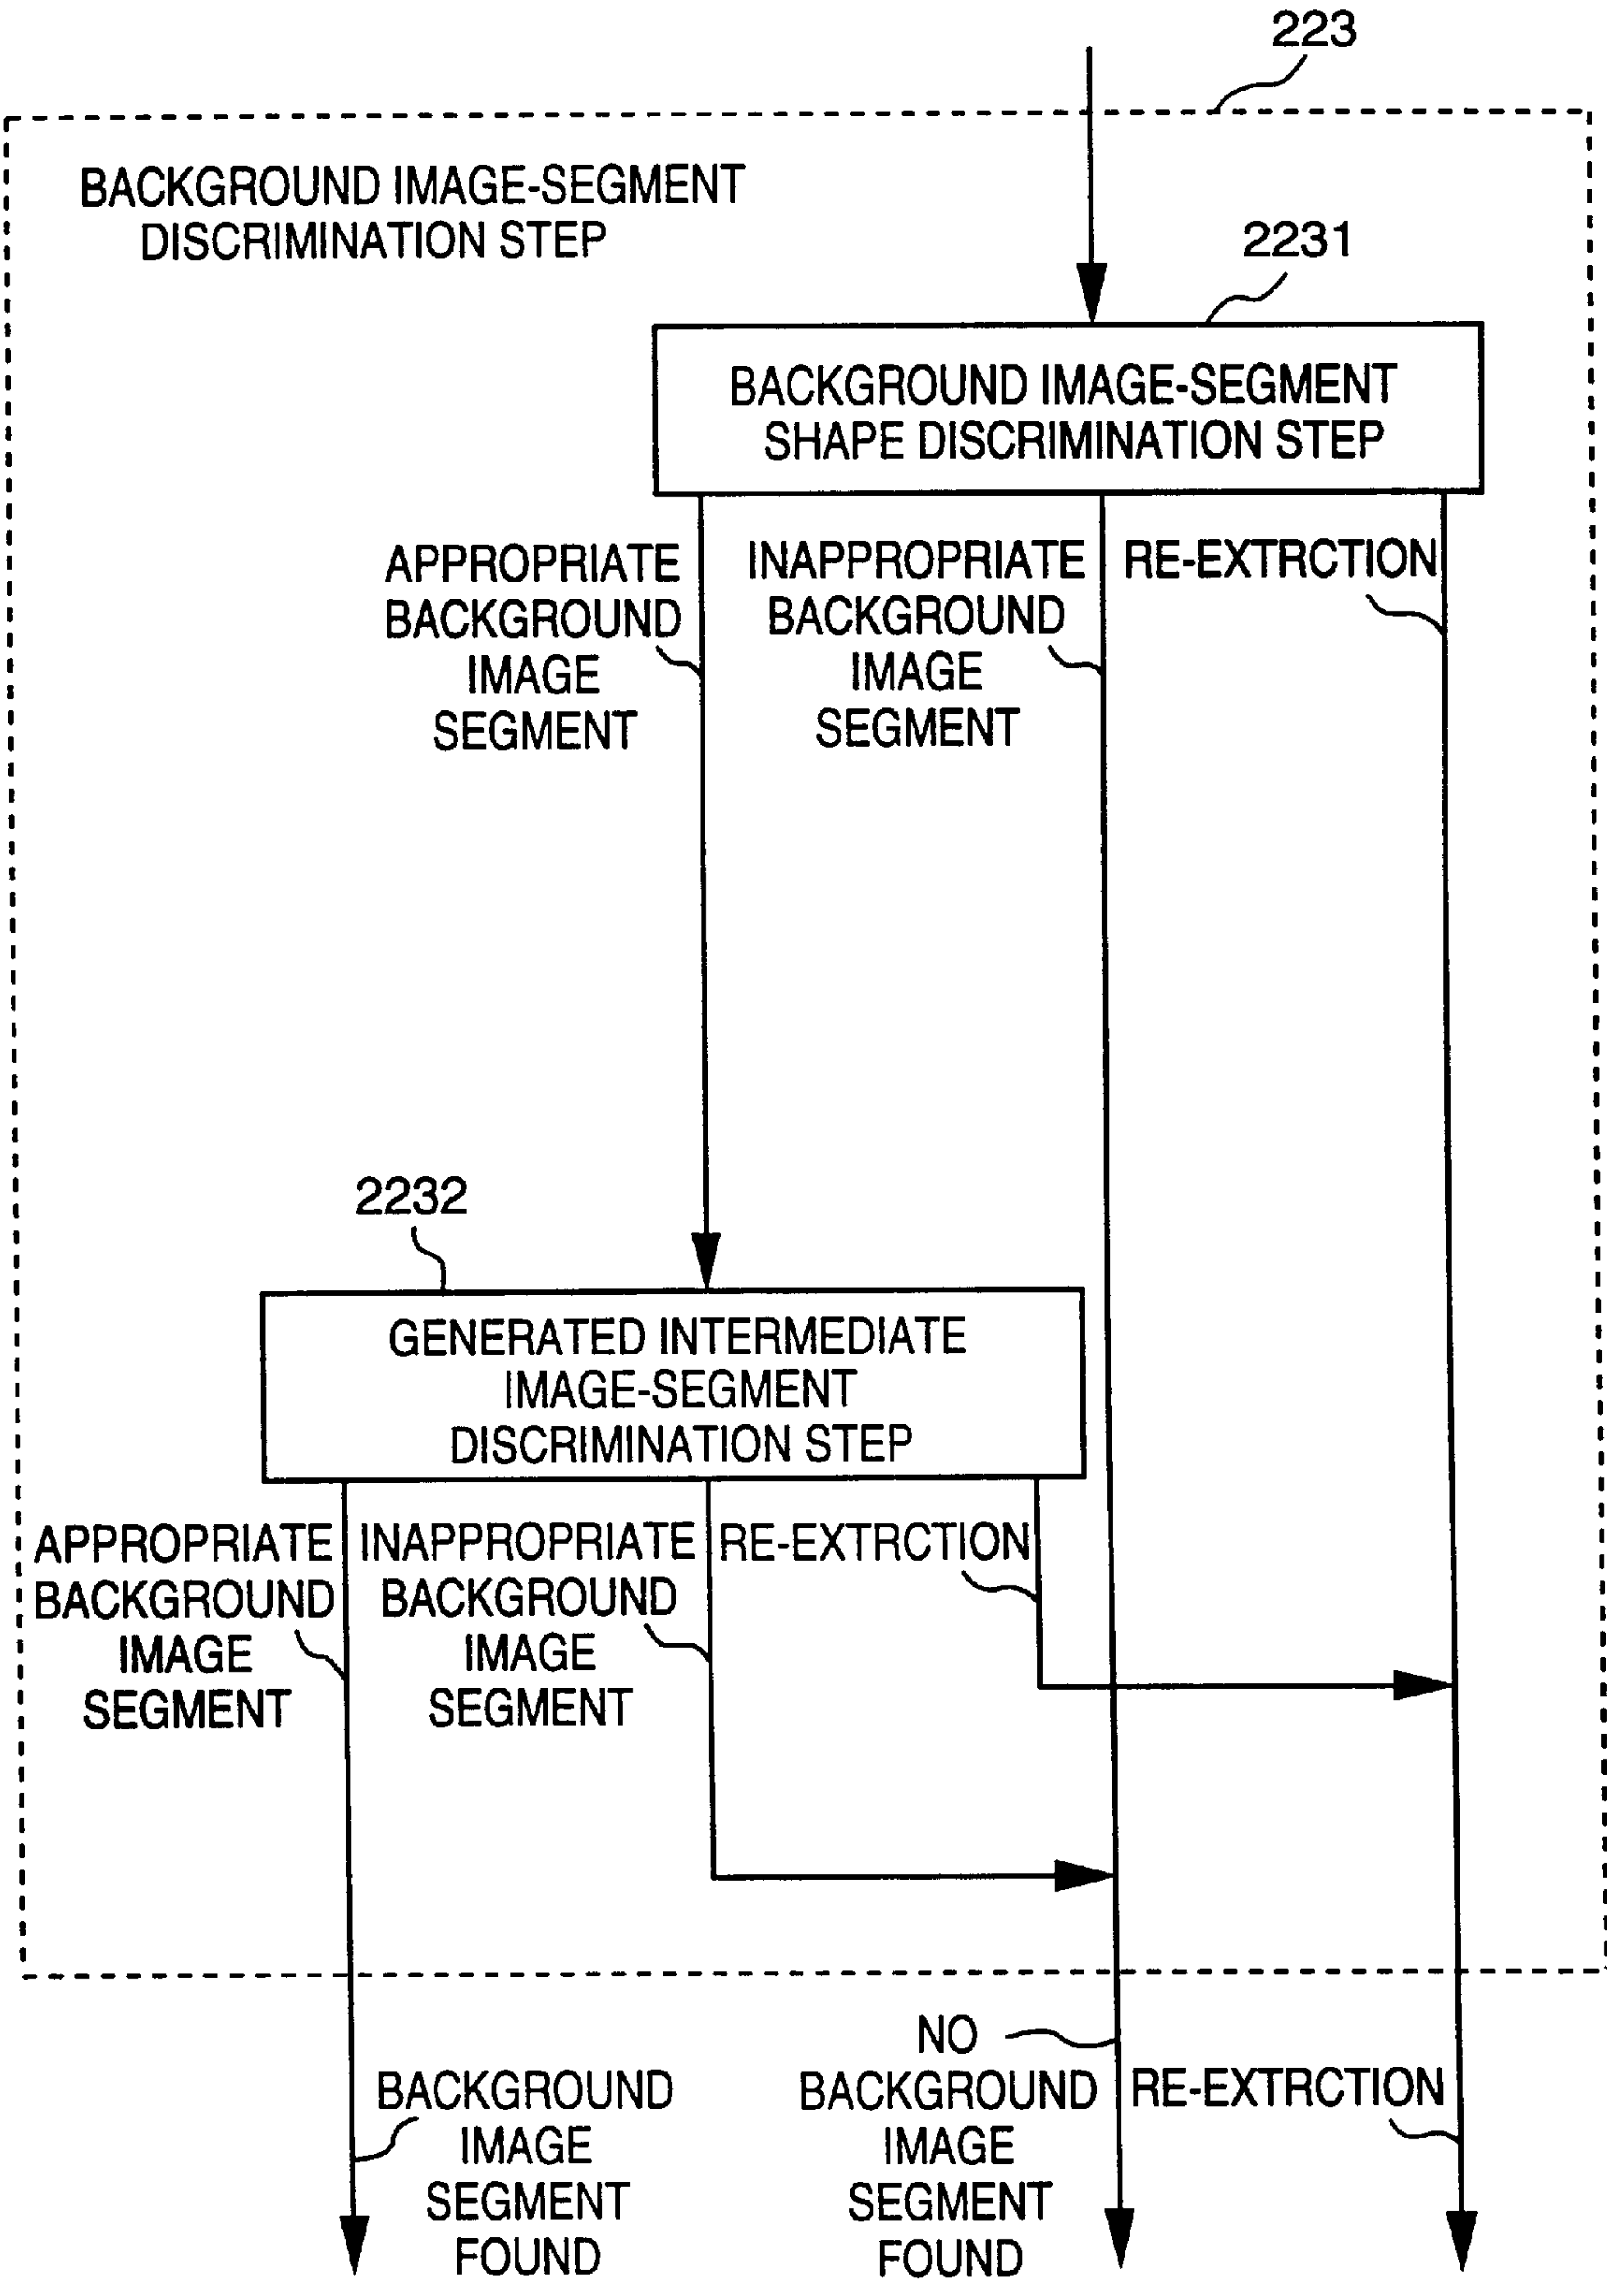 223
BACKGROUND IMAGE-SEGMENT
DISCRIMINATION STEP
2231
BACKGROUND IMAGE-SEGMENT
SHAPE DISCRIMINATION STEP
APPROPRIATE
BACKGROUND
IMAGE
SEGMENT
INAPPROPRIATE
BACKGROUND
IMAGE
SEGMENT
RE-EXTRCTION
2232
GENERATED INTERMEDIATE
IMAGE-SEGMENT
DISCRIMINATION STEP
APPROPRIATE
BACKGROUND
IMAGE
SEGMENT
INAPPROPRIATE
BACKGROUND
IMAGE
SEGMENT
RE-EXTRCTION
BACKGROUND
IMAGE
SEGMENT
FOUND
NO
BACKGROUND
IMAGE
SEGMENT
FOUND
RE-EXTRCTION